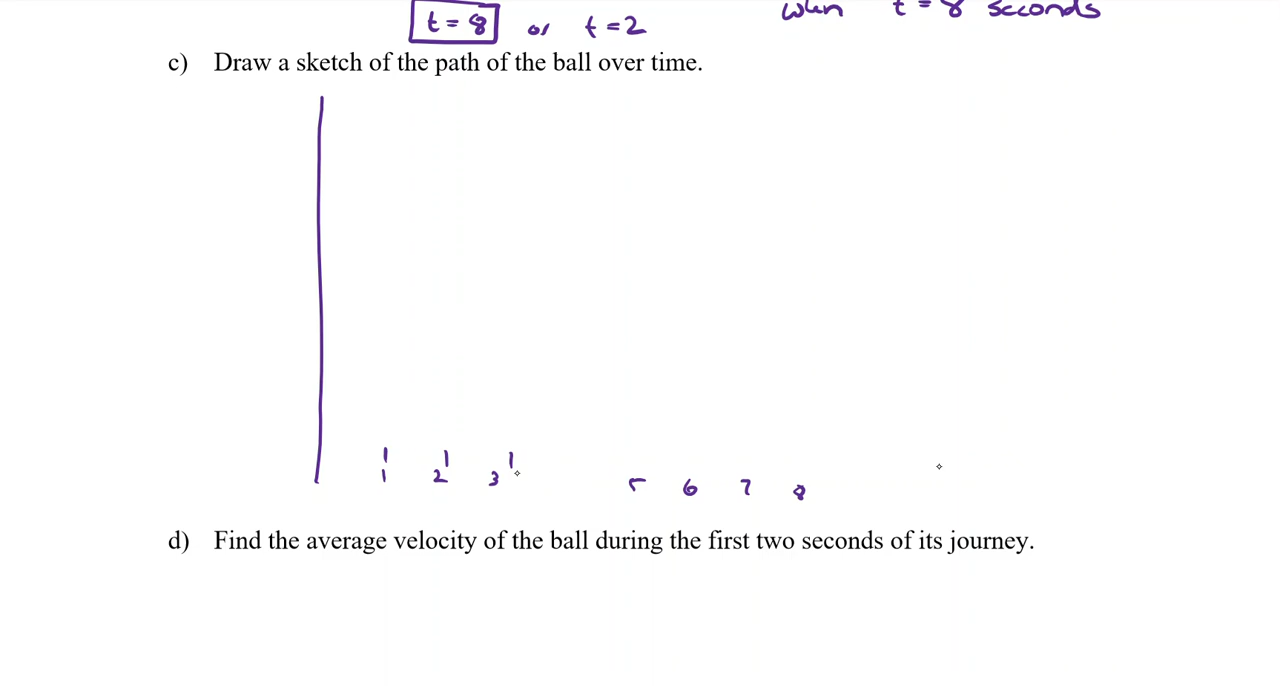 when t = 8 seconds
t = 8 or t = 2
c) Draw a sketch of the path of the ball over time.
1 2 3 5 6 7 8
d) Find the average velocity of the ball during the first two seconds of its journey.